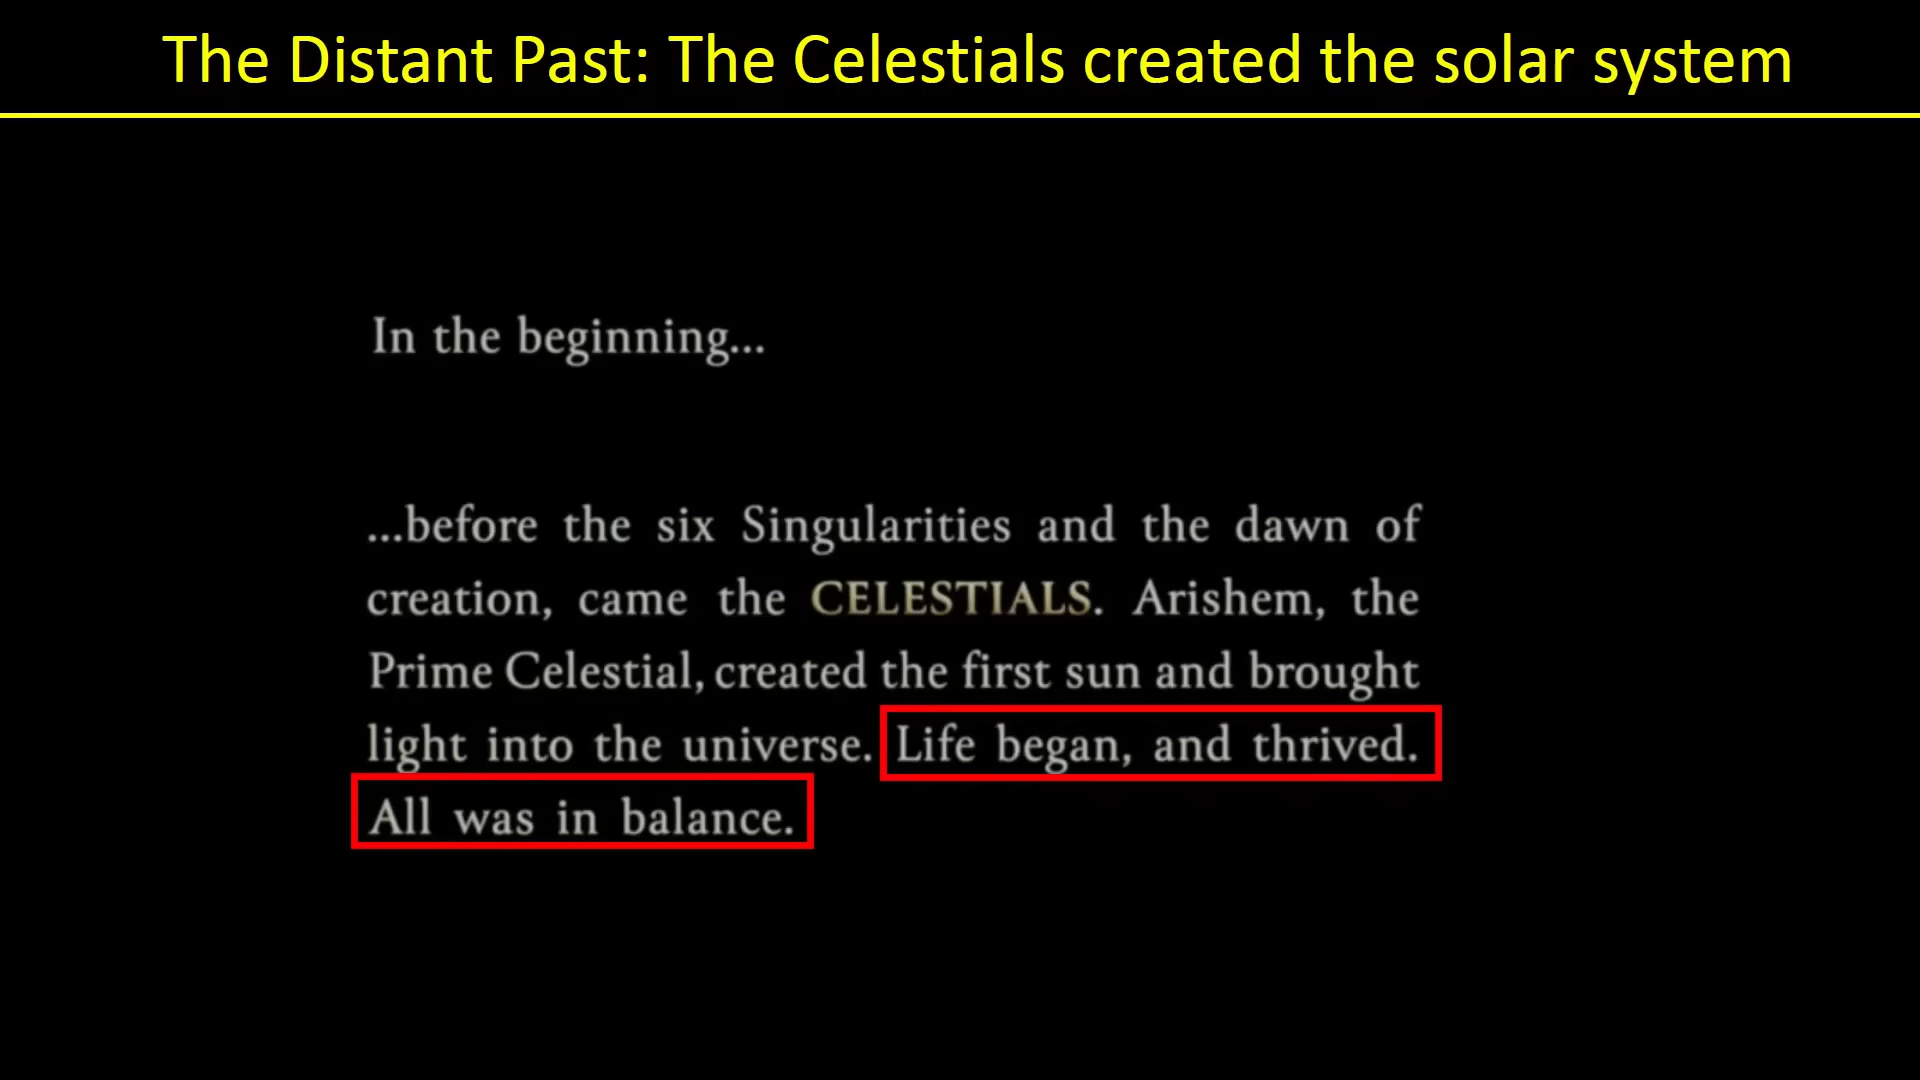 The Distant Past: The Celestials created the solar system
In the beginning...
...before the six Singularities and the dawn of
creation, came the CELESTIALS. Arishem, the
Prime Celestial, created the first sun and brought
light into the universe. Life began, and thrived.
All was in balance.